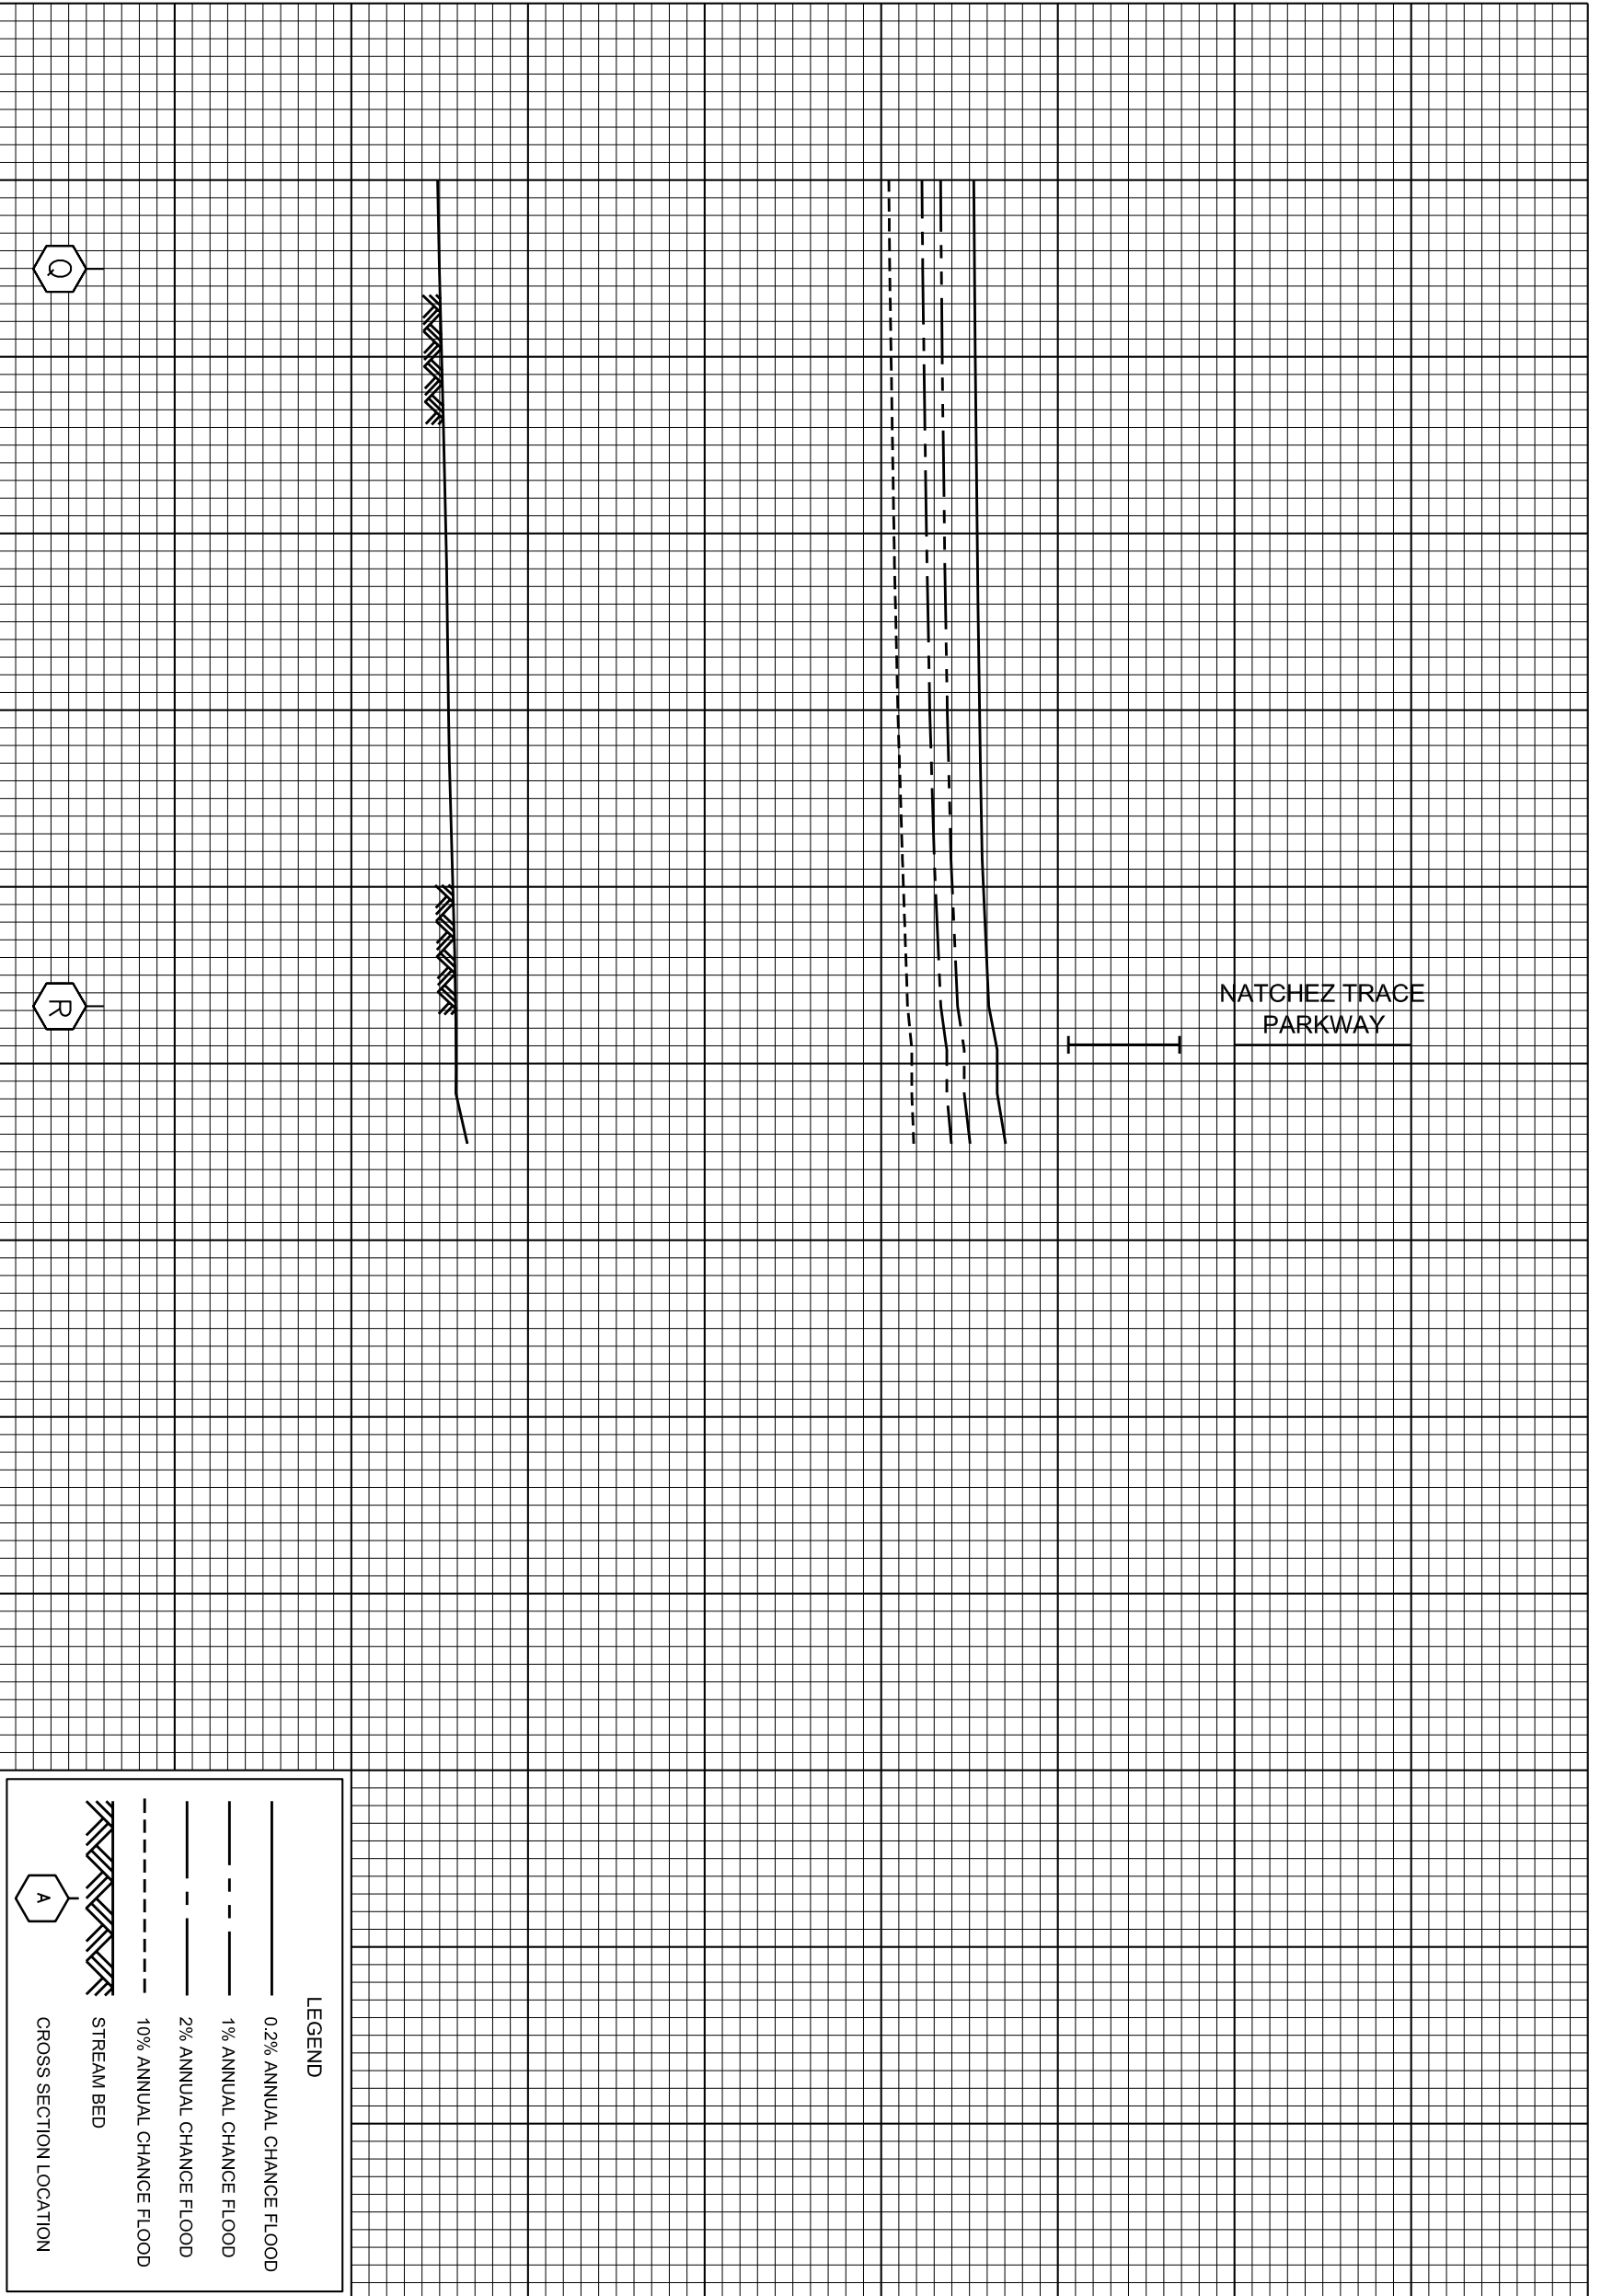 NATCHEZ TRACE
PARKWAY
Q
R
LEGEND
0.2% ANNUAL CHANCE FLOOD
1% ANNUAL CHANCE FLOOD
2% ANNUAL CHANCE FLOOD
10% ANNUAL CHANCE FLOOD
STREAM BED
A
CROSS SECTION LOCATION